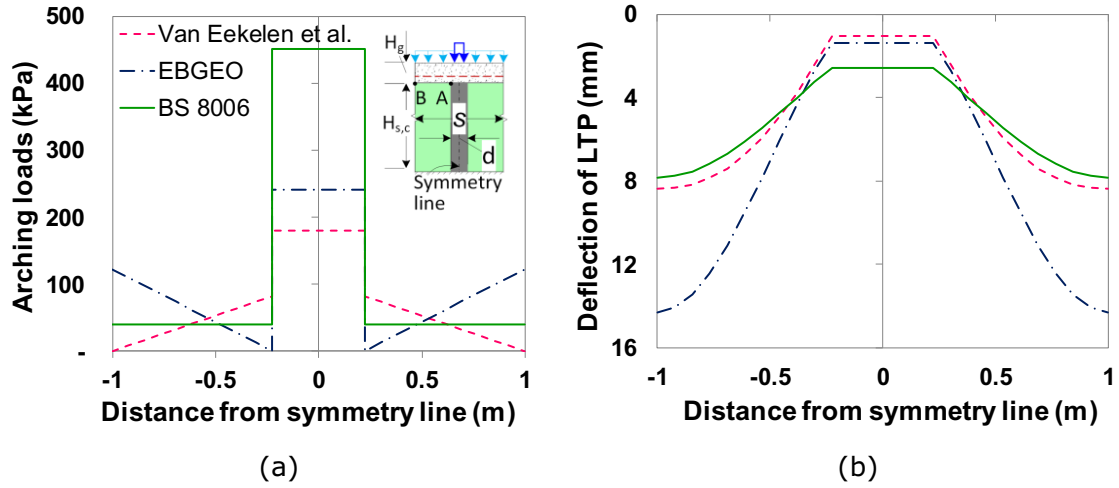 Arching loads (kPa)
500
400
300
200
100
-
Van Eekelen et al.
EBGEO
BS 8006
Hg
B A
S
Hs,c
d
Symmetry
line
-1 -0.5 0 0.5 1
Distance from symmetry line (m)
(a)
Deflection of LTP (mm)
0
4
8
12
16
-1 -0.5 0 0.5 1
Distance from symmetry line (m)
(b)